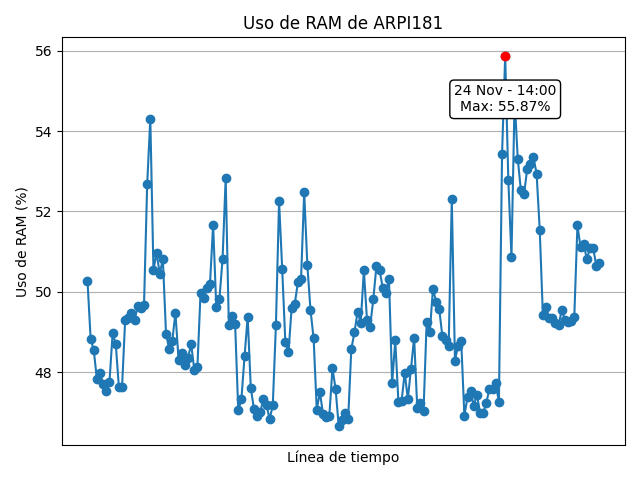 Uso de RAM de ARPI181
56
54
52
50
48
Uso de RAM (%)
24 Nov - 14:00
Max: 55.87%
Línea de tiempo